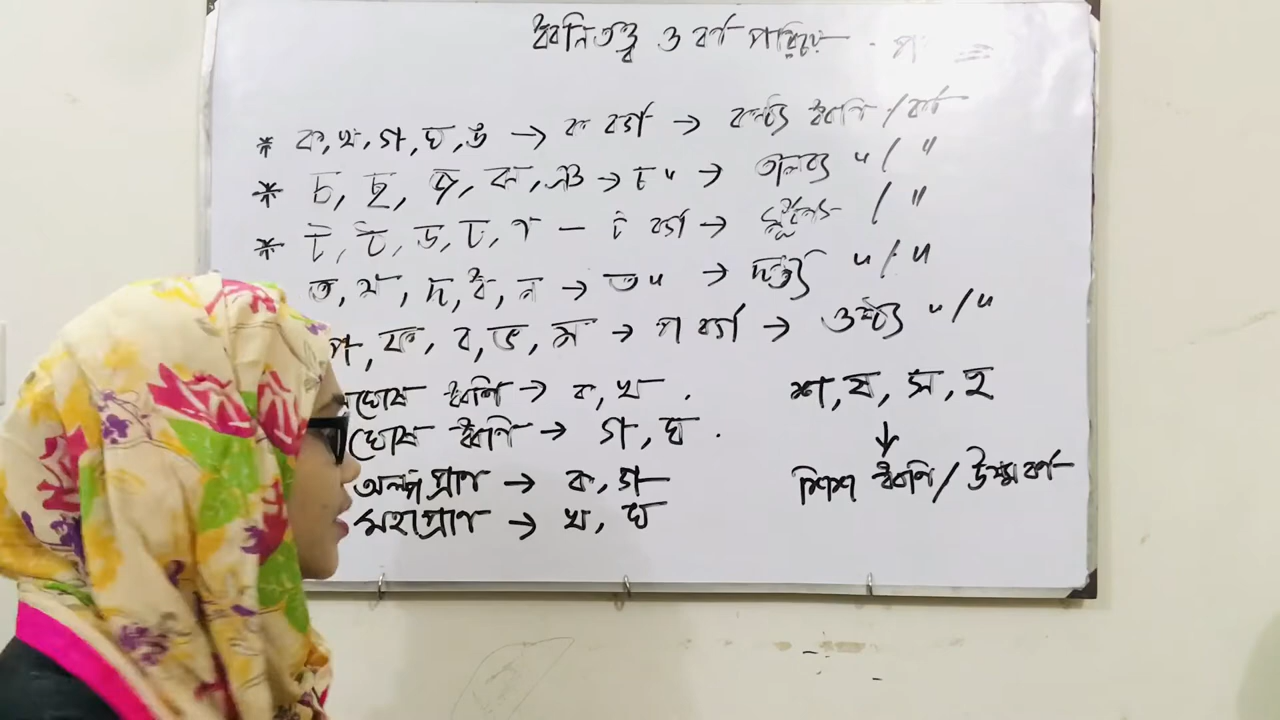 ধ্বনিতত্ত্ব ও বর্ণ পরিচয়
* ক, খ, গ, ঘ, ঙ → ক বর্গ → কণ্ঠ্য ধ্বনি / বর্ণ
* চ, ছ, জ, ঝ, ঞ → চ " → তালব্য " / "
* ট, ঠ, ড, ঢ, ণ – ট বর্গ → / "
ত, থ, দ, ধ, ন → ত " → দন্ত্য " / "
প, ফ, ব, ভ, ম → প বর্গ → ওষ্ঠ্য " / "
অঘোষ ধ্বনি → ক, খ .
ঘোষ ধ্বনি → গ, ঘ .
অল্পপ্রাণ → ক, গ
মহাপ্রাণ → খ, ঘ
শ, ষ, স, হ
↓
শিশ ধ্বনি / উষ্মবর্ণ